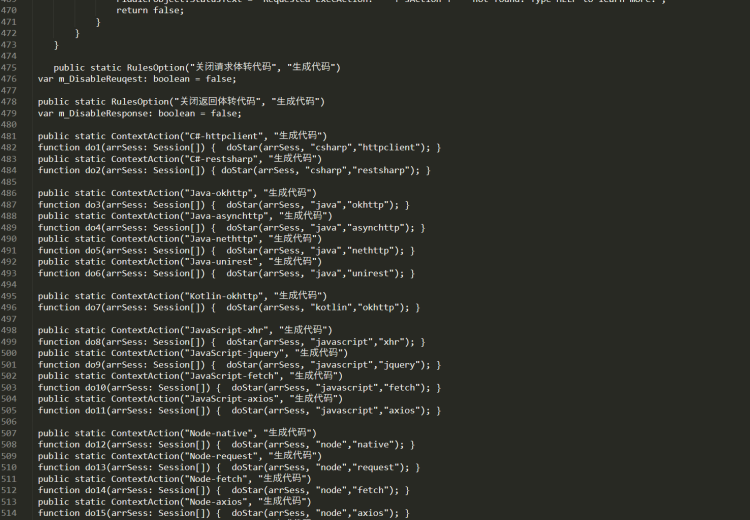 470 return false;
471 }
472 }
473 }
474
475 public static RulesOption("关闭请求体转代码", "生成代码")
476 var m_DisableReuqest: boolean = false;
477
478 public static RulesOption("关闭返回体转代码", "生成代码")
479 var m_DisableResponse: boolean = false;
480
481 public static ContextAction("C#-httpclient", "生成代码")
482 function do1(arrSess: Session[]) { doStar(arrSess, "csharp","httpclient"); }
483 public static ContextAction("C#-restsharp", "生成代码")
484 function do2(arrSess: Session[]) { doStar(arrSess, "csharp","restsharp"); }
485
486 public static ContextAction("Java-okhttp", "生成代码")
487 function do3(arrSess: Session[]) { doStar(arrSess, "java","okhttp"); }
488 public static ContextAction("Java-asynchttp", "生成代码")
489 function do4(arrSess: Session[]) { doStar(arrSess, "java","asynchttp"); }
490 public static ContextAction("Java-nethttp", "生成代码")
491 function do5(arrSess: Session[]) { doStar(arrSess, "java","nethttp"); }
492 public static ContextAction("Java-unirest", "生成代码")
493 function do6(arrSess: Session[]) { doStar(arrSess, "java","unirest"); }
494
495 public static ContextAction("Kotlin-okhttp", "生成代码")
496 function do7(arrSess: Session[]) { doStar(arrSess, "kotlin","okhttp"); }
497
498 public static ContextAction("JavaScript-xhr", "生成代码")
499 function do8(arrSess: Session[]) { doStar(arrSess, "javascript","xhr"); }
500 public static ContextAction("JavaScript-jquery", "生成代码")
501 function do9(arrSess: Session[]) { doStar(arrSess, "javascript","jquery"); }
502 public static ContextAction("JavaScript-fetch", "生成代码")
503 function do10(arrSess: Session[]) { doStar(arrSess, "javascript","fetch"); }
504 public static ContextAction("JavaScript-axios", "生成代码")
505 function do11(arrSess: Session[]) { doStar(arrSess, "javascript","axios"); }
506
507 public static ContextAction("Node-native", "生成代码")
508 function do12(arrSess: Session[]) { doStar(arrSess, "node","native"); }
509 public static ContextAction("Node-request", "生成代码")
510 function do13(arrSess: Session[]) { doStar(arrSess, "node","request"); }
511 public static ContextAction("Node-fetch", "生成代码")
512 function do14(arrSess: Session[]) { doStar(arrSess, "node","fetch"); }
513 public static ContextAction("Node-axios", "生成代码")
514 function do15(arrSess: Session[]) { doStar(arrSess, "node","axios"); }